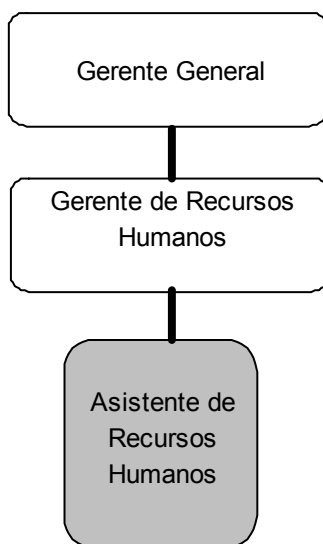 Gerente General
Gerente de Recursos
Humanos
Asistente de
Recursos
Humanos